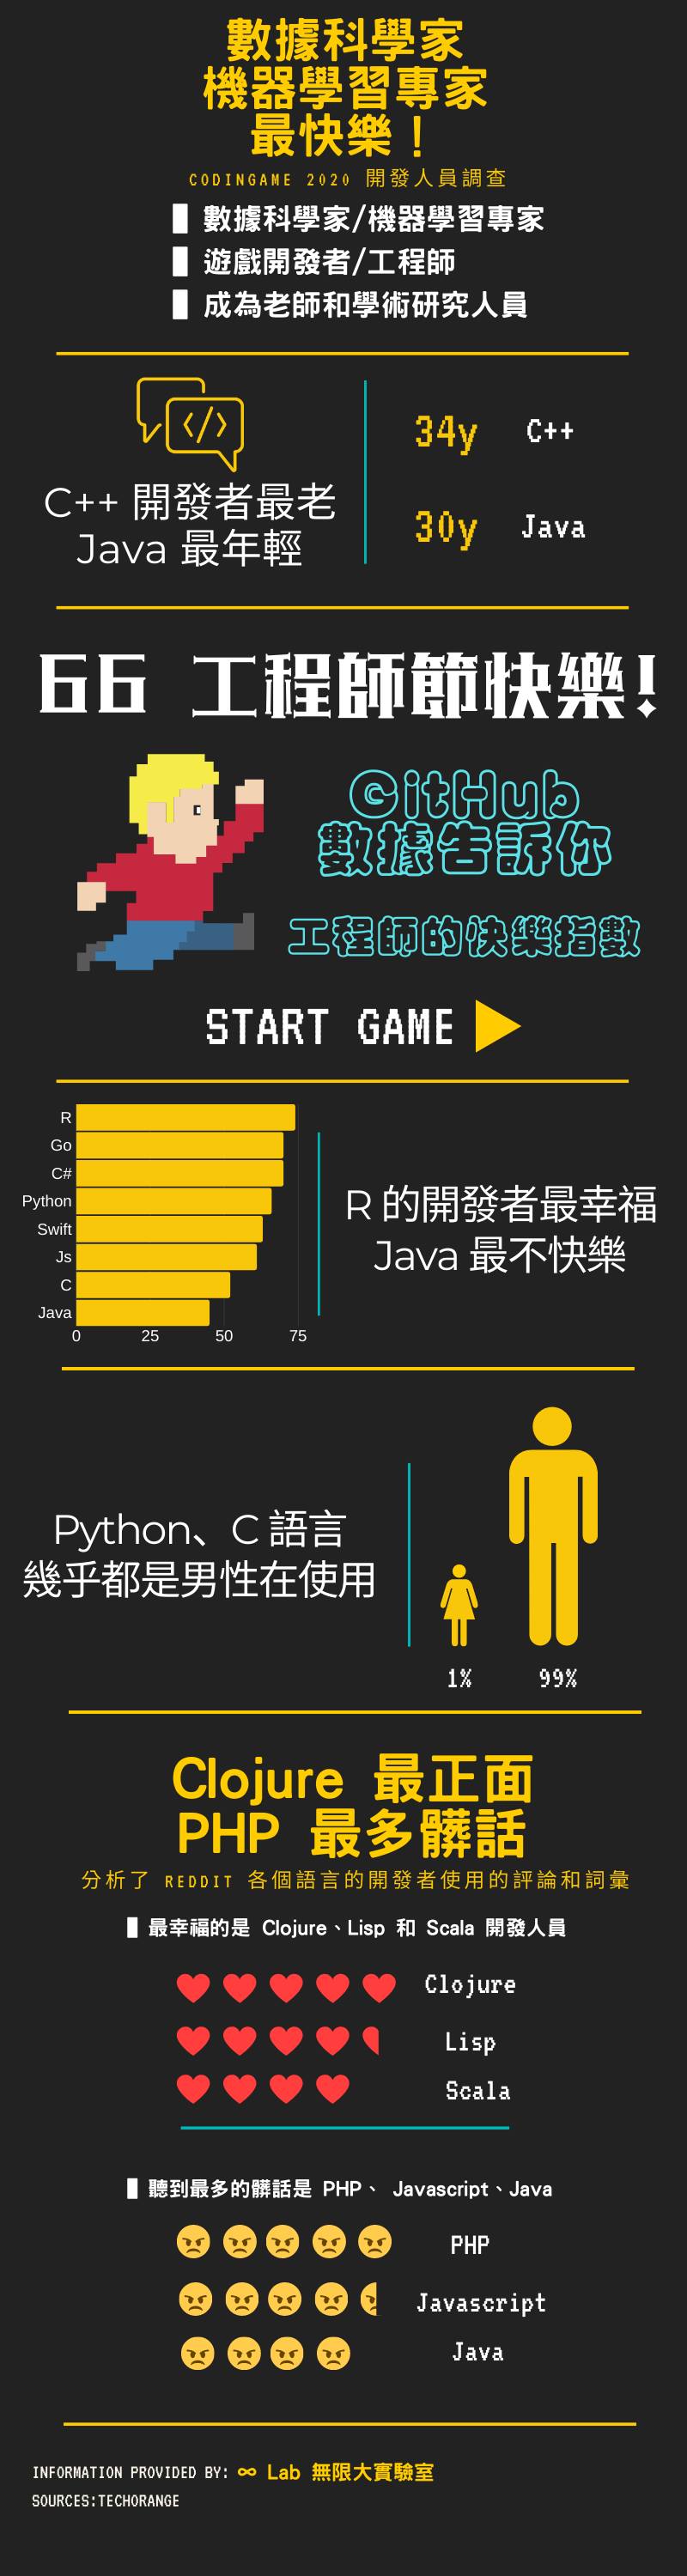 數據科學家
機器學習專家
最快樂！
CODINGAME 2020 開發人員調查
數據科學家/機器學習專家
遊戲開發者/工程師
成為老師和學術研究人員
</>
C++ 開發者最老
Java 最年輕
34y C++
30y Java
66 工程師節快樂!
GitHub
數據告訴你
工程師的快樂指數
START GAME
R
Go
C#
Python
Swift
Js
C
Java
0 25 50 75
R 的開發者最幸福
Java 最不快樂
Python、C 語言
幾乎都是男性在使用
1% 99%
Clojure 最正面
PHP 最多髒話
分析了 REDDIT 各個語言的開發者使用的評論和詞彙
最幸福的是 Clojure、Lisp 和 Scala 開發人員
Clojure
Lisp
Scala
聽到最多的髒話是 PHP、 Javascript、Java
PHP
Javascript
Java
INFORMATION PROVIDED BY: ∞ Lab 無限大實驗室
SOURCES:TECHORANGE